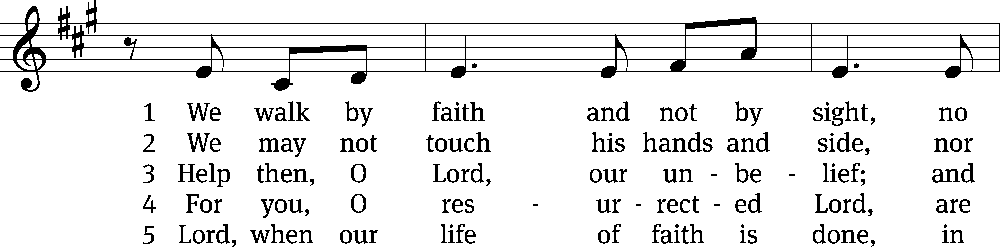 1 We walk by faith and not by sight, no
2 We may not touch his hands and side, nor
3 Help then, O Lord, our un - be - lief; and
4 For you, O res - ur - rect - ed Lord, are
5 Lord, when our life of faith is done, in